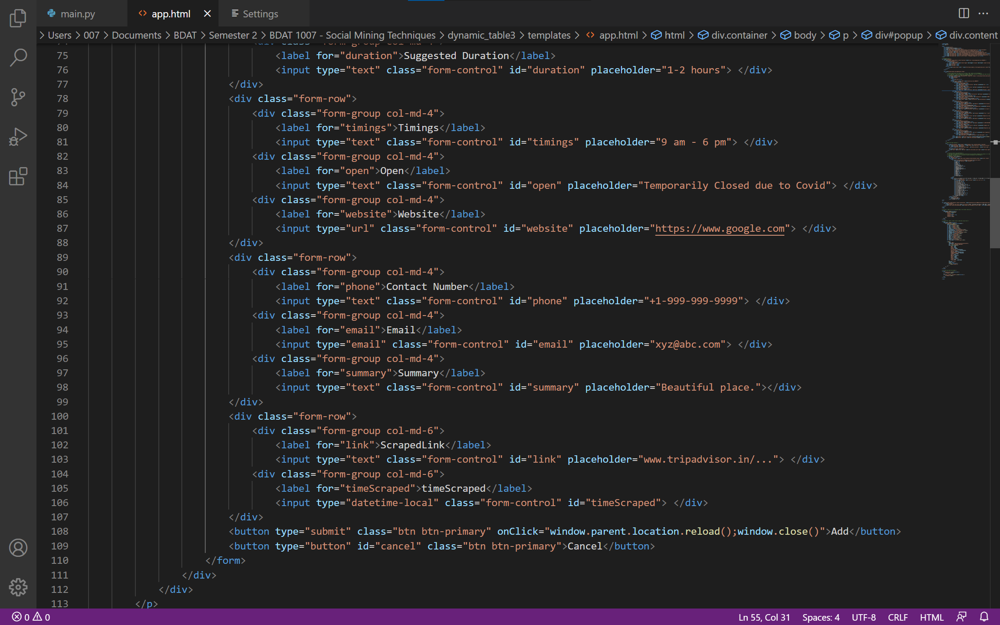 main.py
app.html
Settings
Users > 007 > Documents > BDAT > Semester 2 > BDAT 1007 - Social Mining Techniques > dynamic_table3 > templates > app.html > html > div.container > body > p > div#popup > div.content
75 <label for="duration">Suggested Duration</label>
76 <input type="text" class="form-control" id="duration" placeholder="1-2 hours"> </div>
77 </div>
78 <div class="form-row">
79 <div class="form-group col-md-4">
80 <label for="timings">Timings</label>
81 <input type="text" class="form-control" id="timings" placeholder="9 am - 6 pm"> </div>
82 <div class="form-group col-md-4">
83 <label for="open">Open</label>
84 <input type="text" class="form-control" id="open" placeholder="Temporarily Closed due to Covid"> </div>
85 <div class="form-group col-md-4">
86 <label for="website">Website</label>
87 <input type="url" class="form-control" id="website" placeholder="https://www.google.com"> </div>
88 </div>
89 <div class="form-row">
90 <div class="form-group col-md-4">
91 <label for="phone">Contact Number</label>
92 <input type="text" class="form-control" id="phone" placeholder="+1-999-999-9999"> </div>
93 <div class="form-group col-md-4">
94 <label for="email">Email</label>
95 <input type="email" class="form-control" id="email" placeholder="xyz@abc.com"> </div>
96 <div class="form-group col-md-4">
97 <label for="summary">Summary</label>
98 <input type="text" class="form-control" id="summary" placeholder="Beautiful place."></div>
99 </div>
100 <div class="form-row">
101 <div class="form-group col-md-6">
102 <label for="link">ScrapedLink</label>
103 <input type="text" class="form-control" id="link" placeholder="www.tripadvisor.in/..."> </div>
104 <div class="form-group col-md-6">
105 <label for="timeScraped">timeScraped</label>
106 <input type="datetime-local" class="form-control" id="timeScraped"> </div>
107 </div>
108 <button type="submit" class="btn btn-primary" onClick="window.parent.location.reload();window.close()">Add</button>
109 <button type="button" id="cancel" class="btn btn-primary">Cancel</button>
110 </form>
111 </div>
112 </div>
113 </p>
0 0 Ln 55, Col 31 Spaces: 4 UTF-8 CRLF HTML